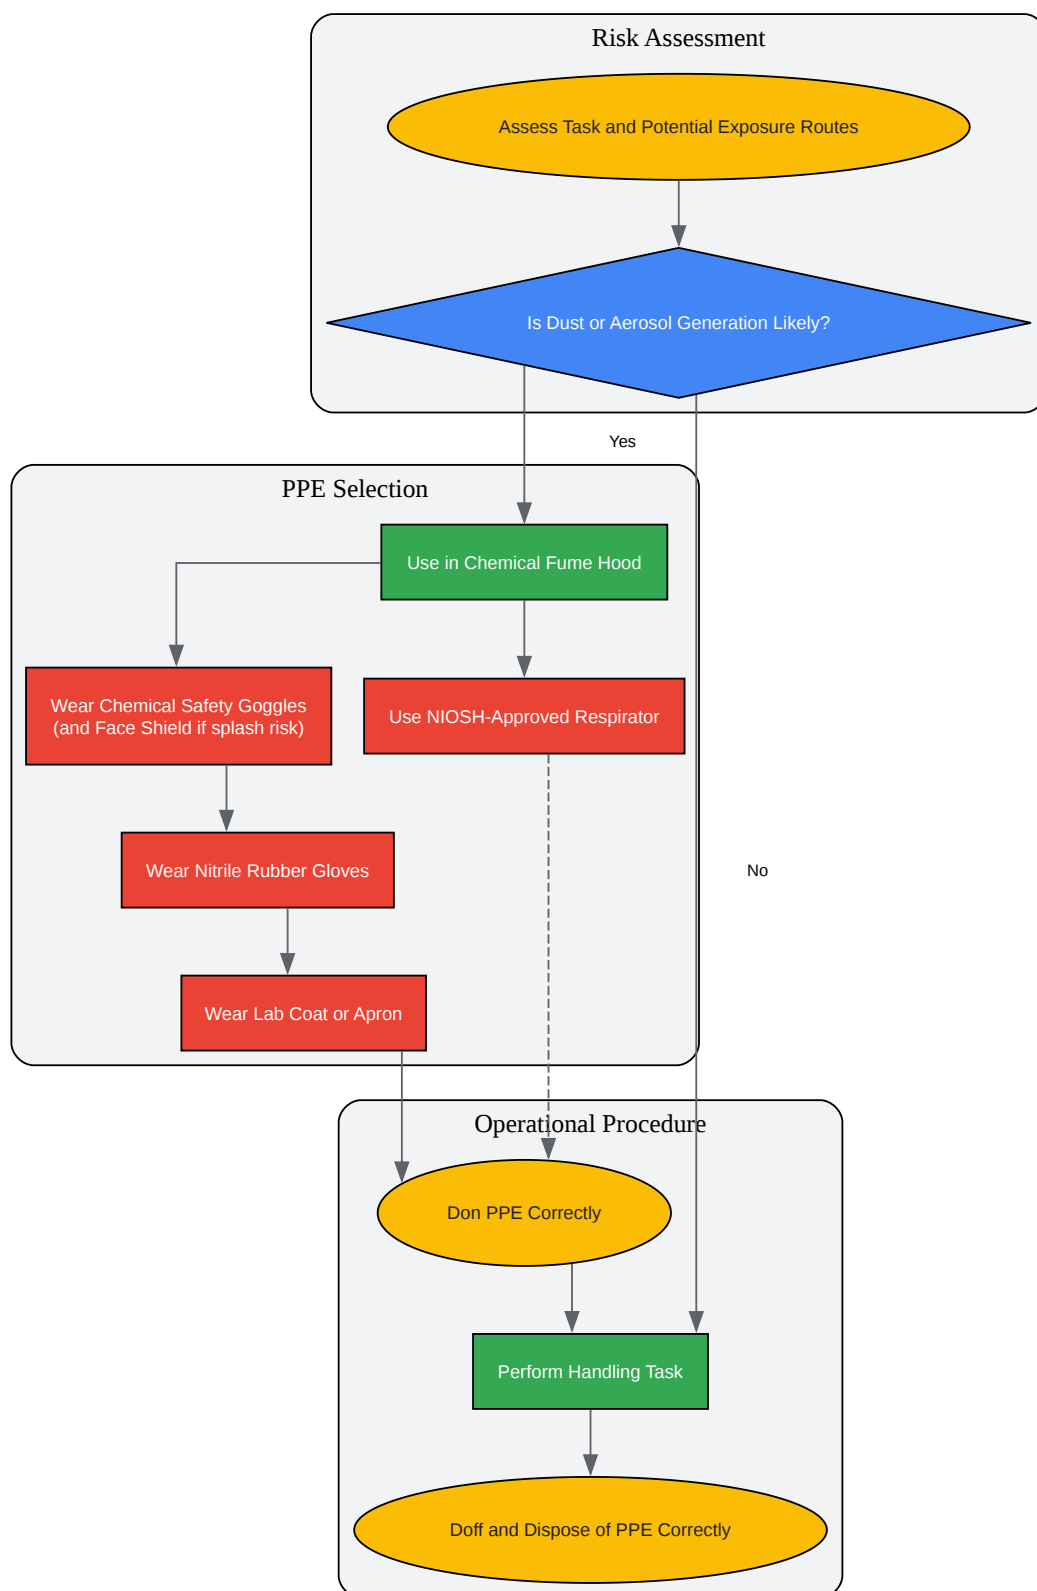 Risk Assessment
Assess Task and Potential Exposure Routes
Is Dust or Aerosol Generation Likely?
Yes
PPE Selection
Use in Chemical Fume Hood
Wear Chemical Safety Goggles
(and Face Shield if splash risk)
Use NIOSH-Approved Respirator
Wear Nitrile Rubber Gloves
No
Wear Lab Coat or Apron
Operational Procedure
Don PPE Correctly
Perform Handling Task
Doff and Dispose of PPE Correctly